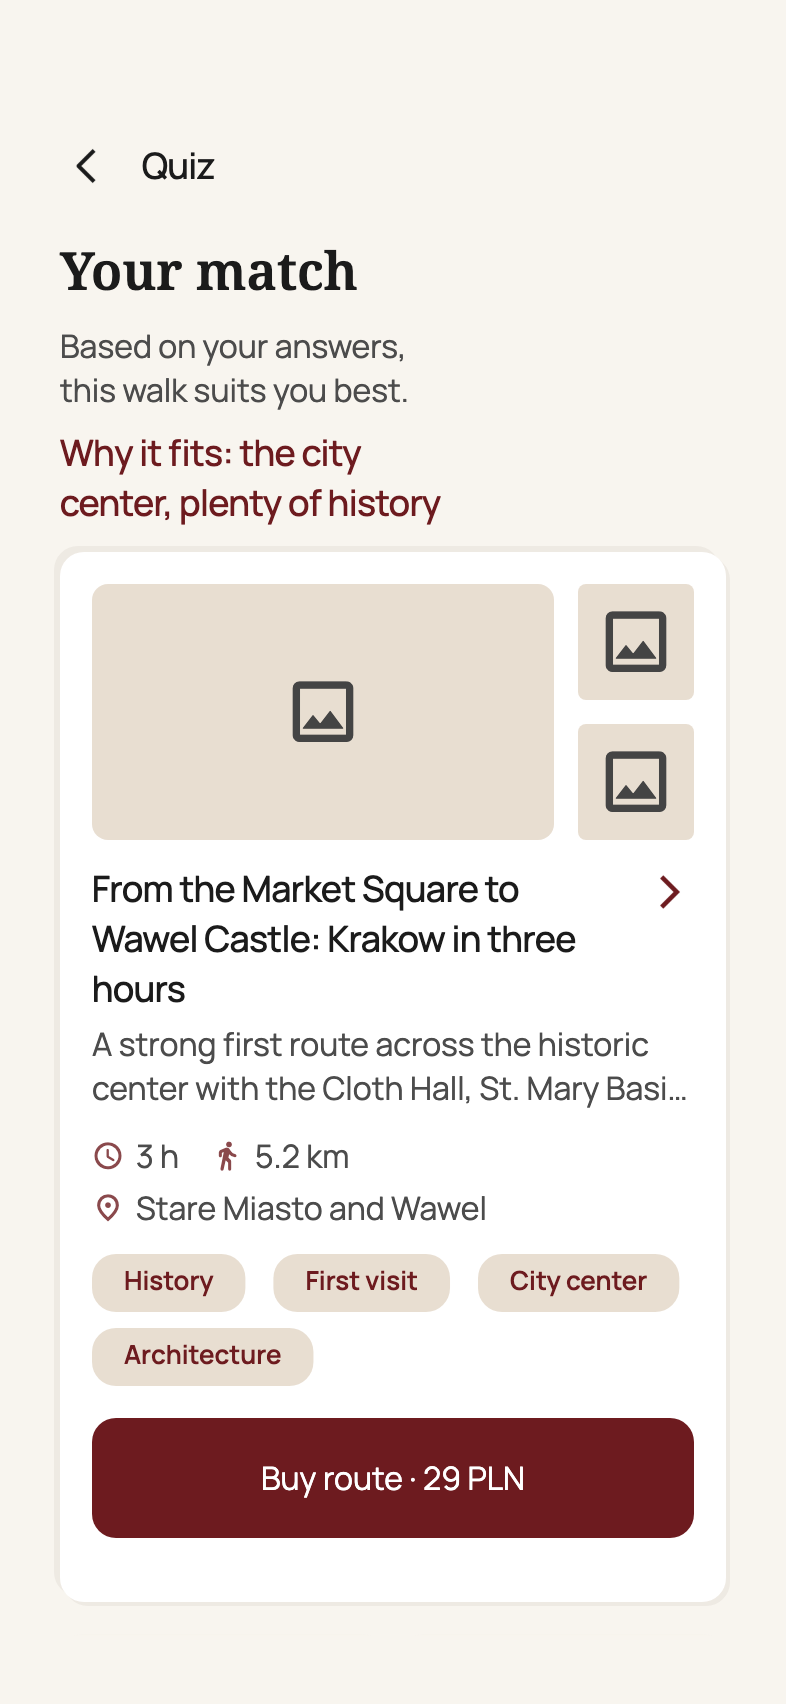 Quiz
Your match
Based on your answers,
this walk suits you best.
Why it fits: the city
center, plenty of history
From the Market Square to
Wawel Castle: Krakow in three
hours
A strong first route across the historic
center with the Cloth Hall, St. Mary Basi...
3 h 5.2 km
Stare Miasto and Wawel
History First visit City center
Architecture
Buy route · 29 PLN